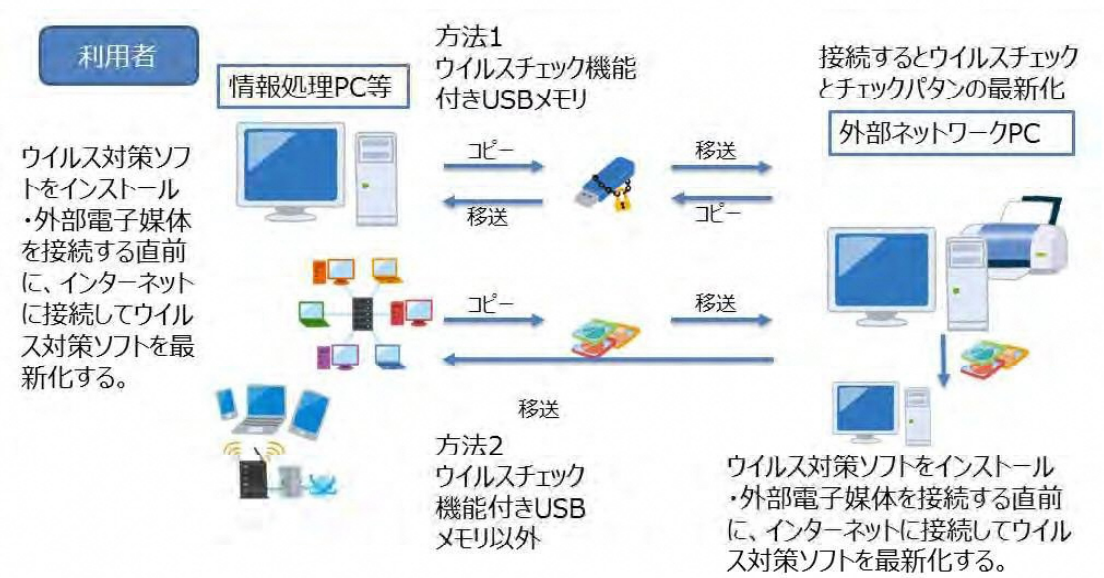 利用者
情報処理PC等
ウイルス対策ソフ
トをインストール
・外部電子媒体
を接続する直前
に、インターネット
に接続してウイル
ス対策ソフトを最
新化する。
方法1
ウイルスチェック機能
付きUSBメモリ
コピー
移送
移送
コピー
接続するとウイルスチェック
とチェックパタンの最新化
外部ネットワークPC
コピー
移送
移送
方法2
ウイルスチェック
機能付きUSB
メモリ以外
ウイルス対策ソフトをインストール
・外部電子媒体を接続する直前
に、インターネットに接続してウイル
ス対策ソフトを最新化する。